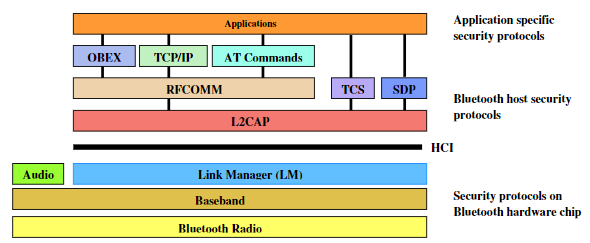 Applications
Application specific
security protocols
OBEX
TCP/IP
AT Commands
RFCOMM
TCS
SDP
Bluetooth host security
protocols
L2CAP
HCI
Audio
Link Manager (LM)
Baseband
Security protocols on
Bluetooth hardware chip
Bluetooth Radio